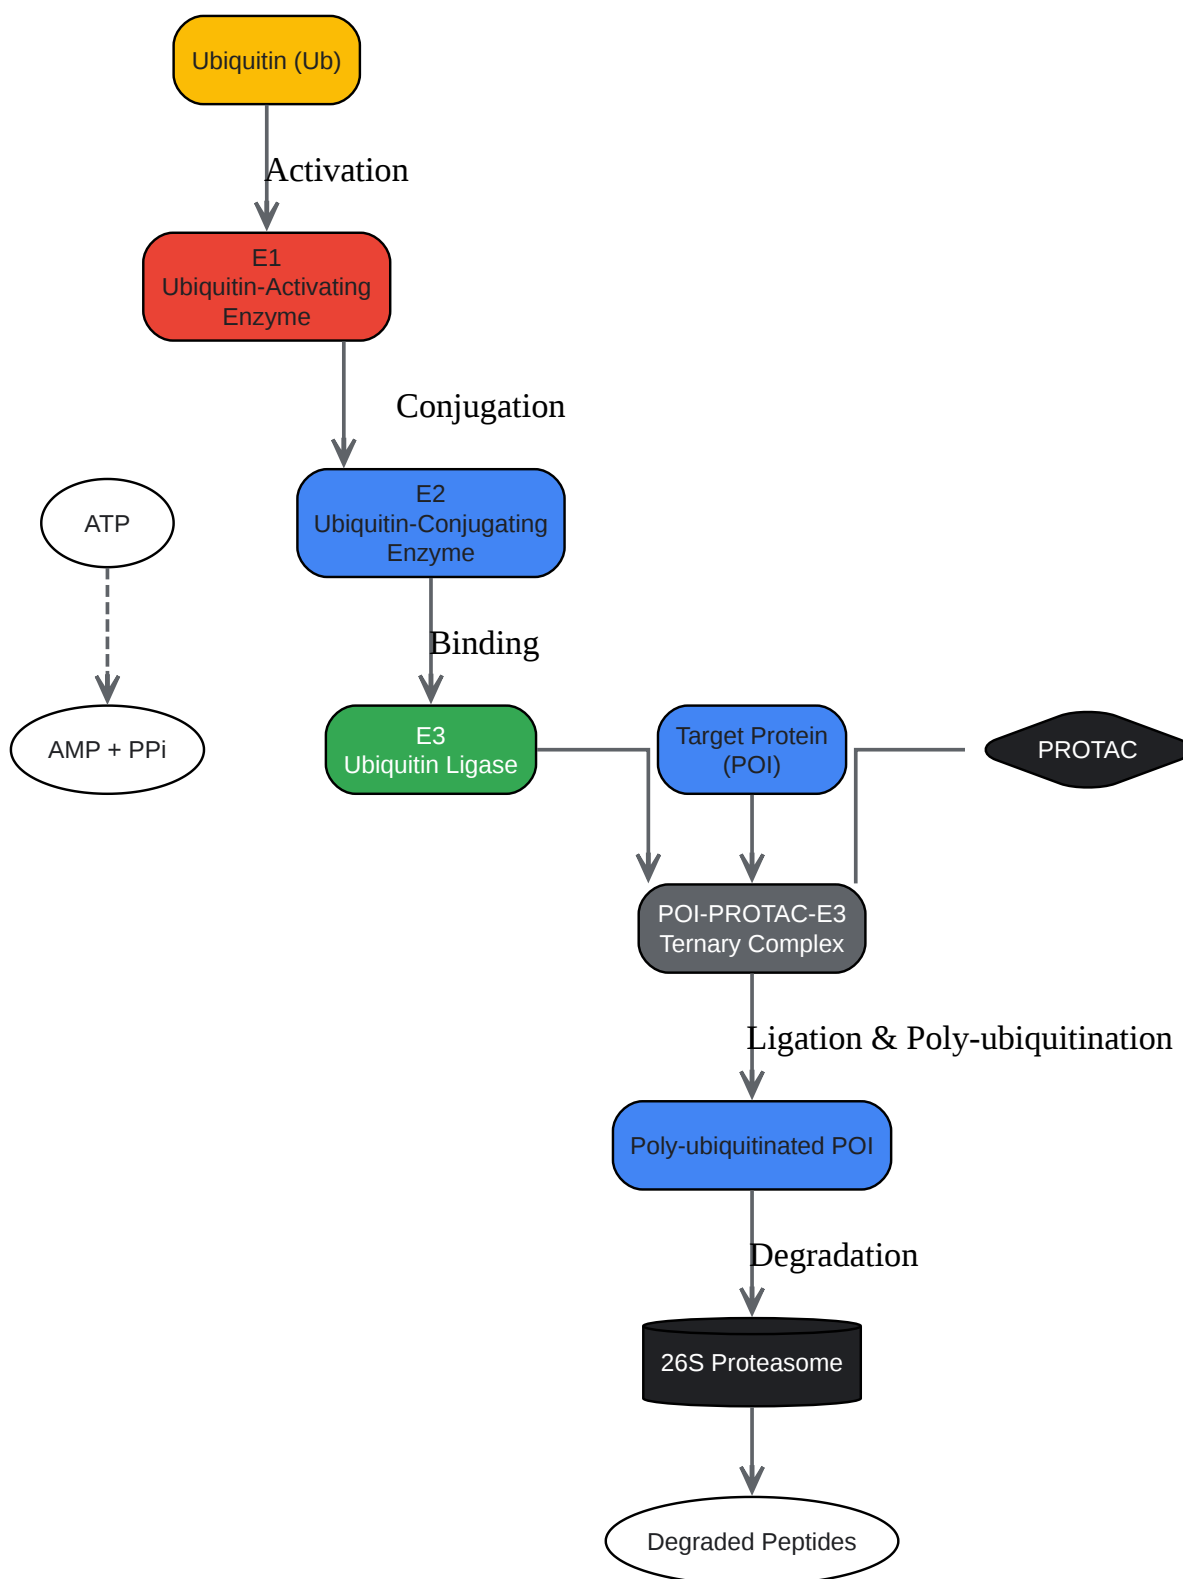 Ubiquitin (Ub)
Activation
E1
Ubiquitin-Activating
Enzyme
Conjugation
E2
Ubiquitin-Conjugating
Enzyme
ATP
Binding
AMP + PPi
E3
Ubiquitin Ligase
Target Protein
(POI)
PROTAC
POI-PROTAC-E3
Ternary Complex
Ligation & Poly-ubiquitination
Poly-ubiquitinated POI
Degradation
26S Proteasome
Degraded Peptides